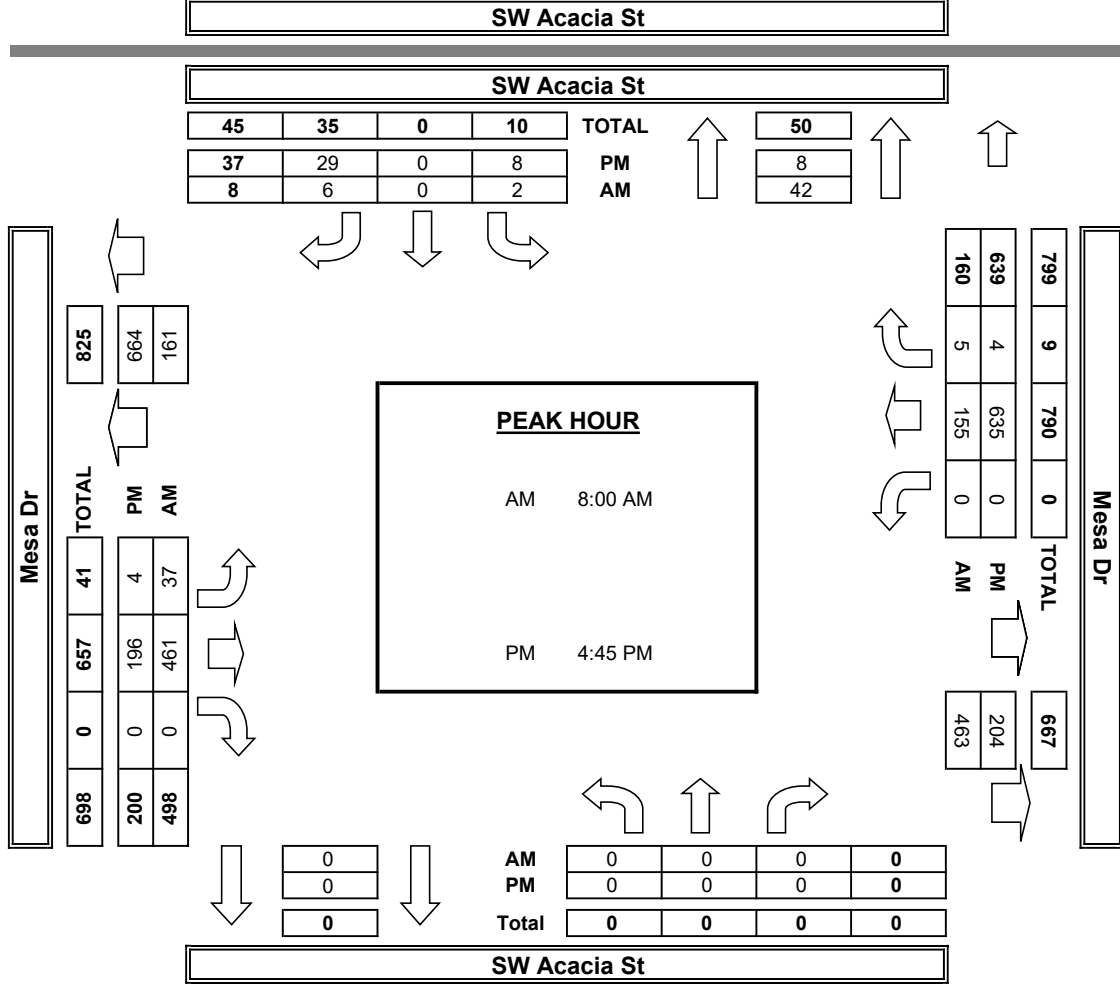 SW Acacia St
SW Acacia St
45 35 0 10 TOTAL 50
37 29 0 8 PM 8
8 6 0 2 AM 42
Mesa Dr
825
664
161
TOTAL 41 657 0 698
PM 4 196 0 200
AM 37 461 0 498
PEAK HOUR
AM 8:00 AM
PM 4:45 PM
799 9 790 0 TOTAL
639 4 635 0 PM
160 5 155 0 AM
667
204
463
Mesa Dr
0 AM 0 0 0 0
0 PM 0 0 0 0
0 Total 0 0 0 0
SW Acacia St